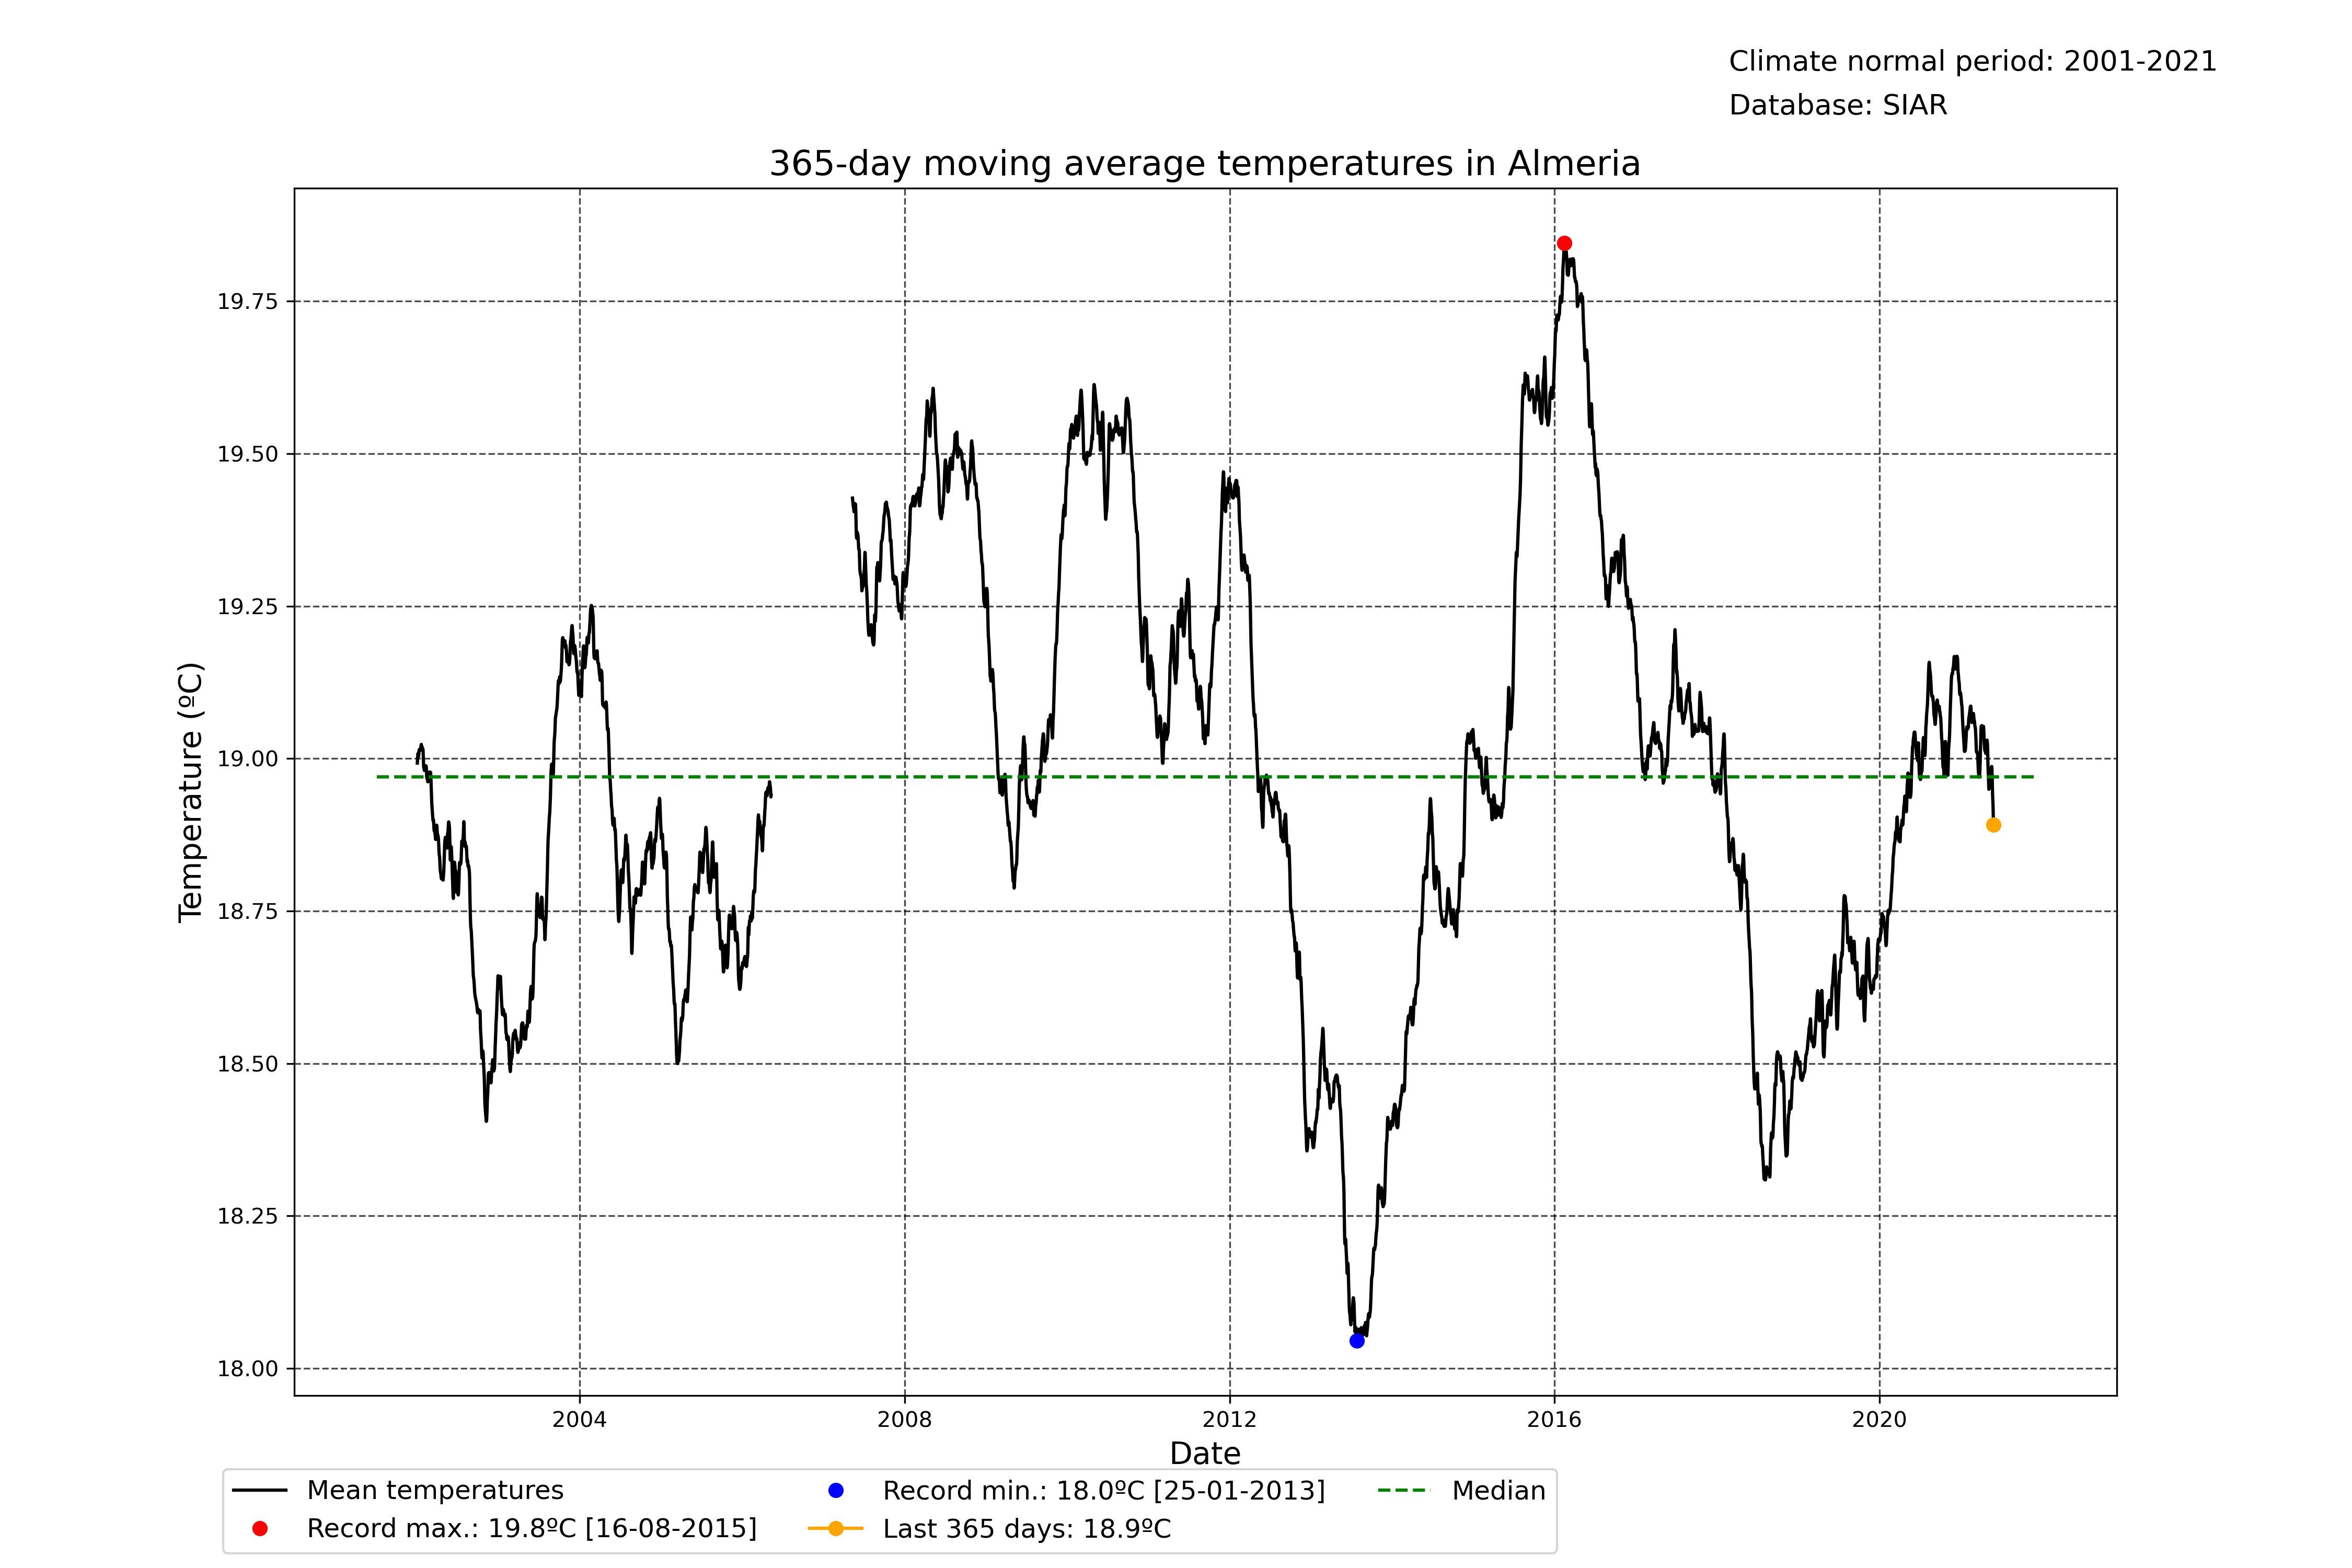 Climate normal period: 2001-2021
Database: SIAR
365-day moving average temperatures in Almeria
Temperature (ºC)
19.75
19.50
19.25
19.00
18.75
18.50
18.25
18.00
2004 2008 2012 2016 2020
Date
Mean temperatures
Record max.: 19.8ºC [16-08-2015]
Record min.: 18.0ºC [25-01-2013]
Last 365 days: 18.9ºC
Median